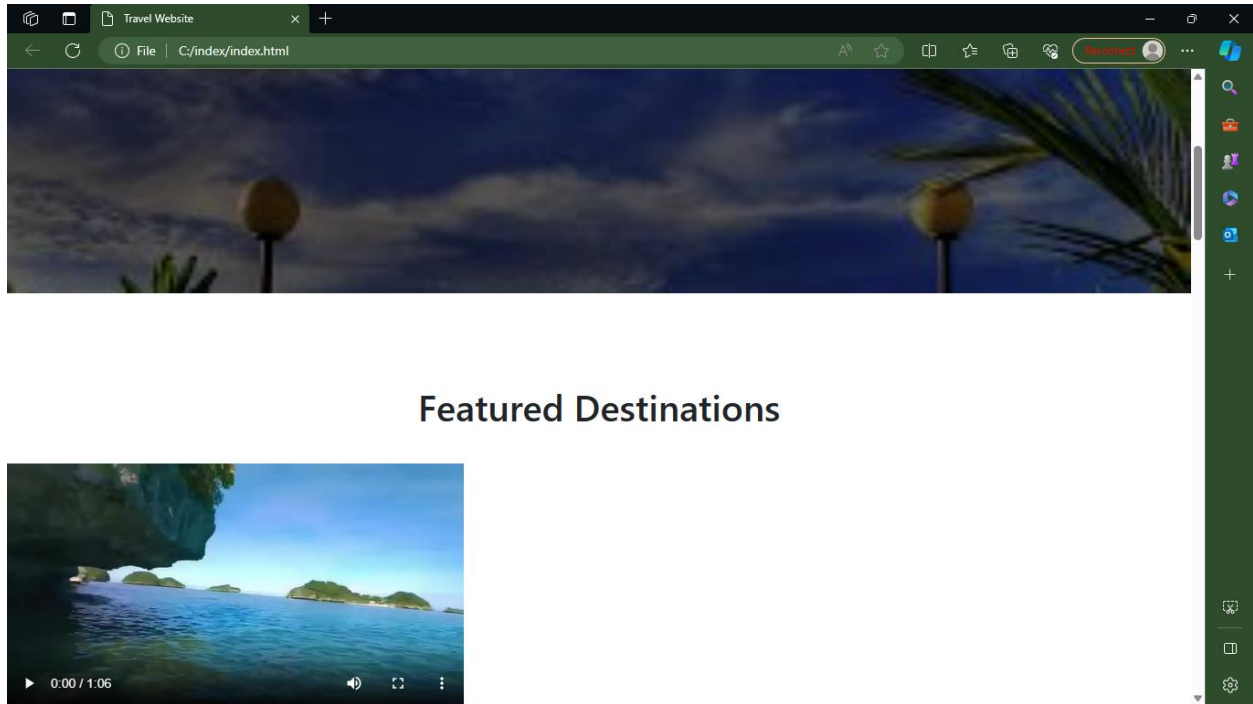 Travel Website
File
C:/index/index.html
Reconnect
Featured Destinations
0:00 / 1:06